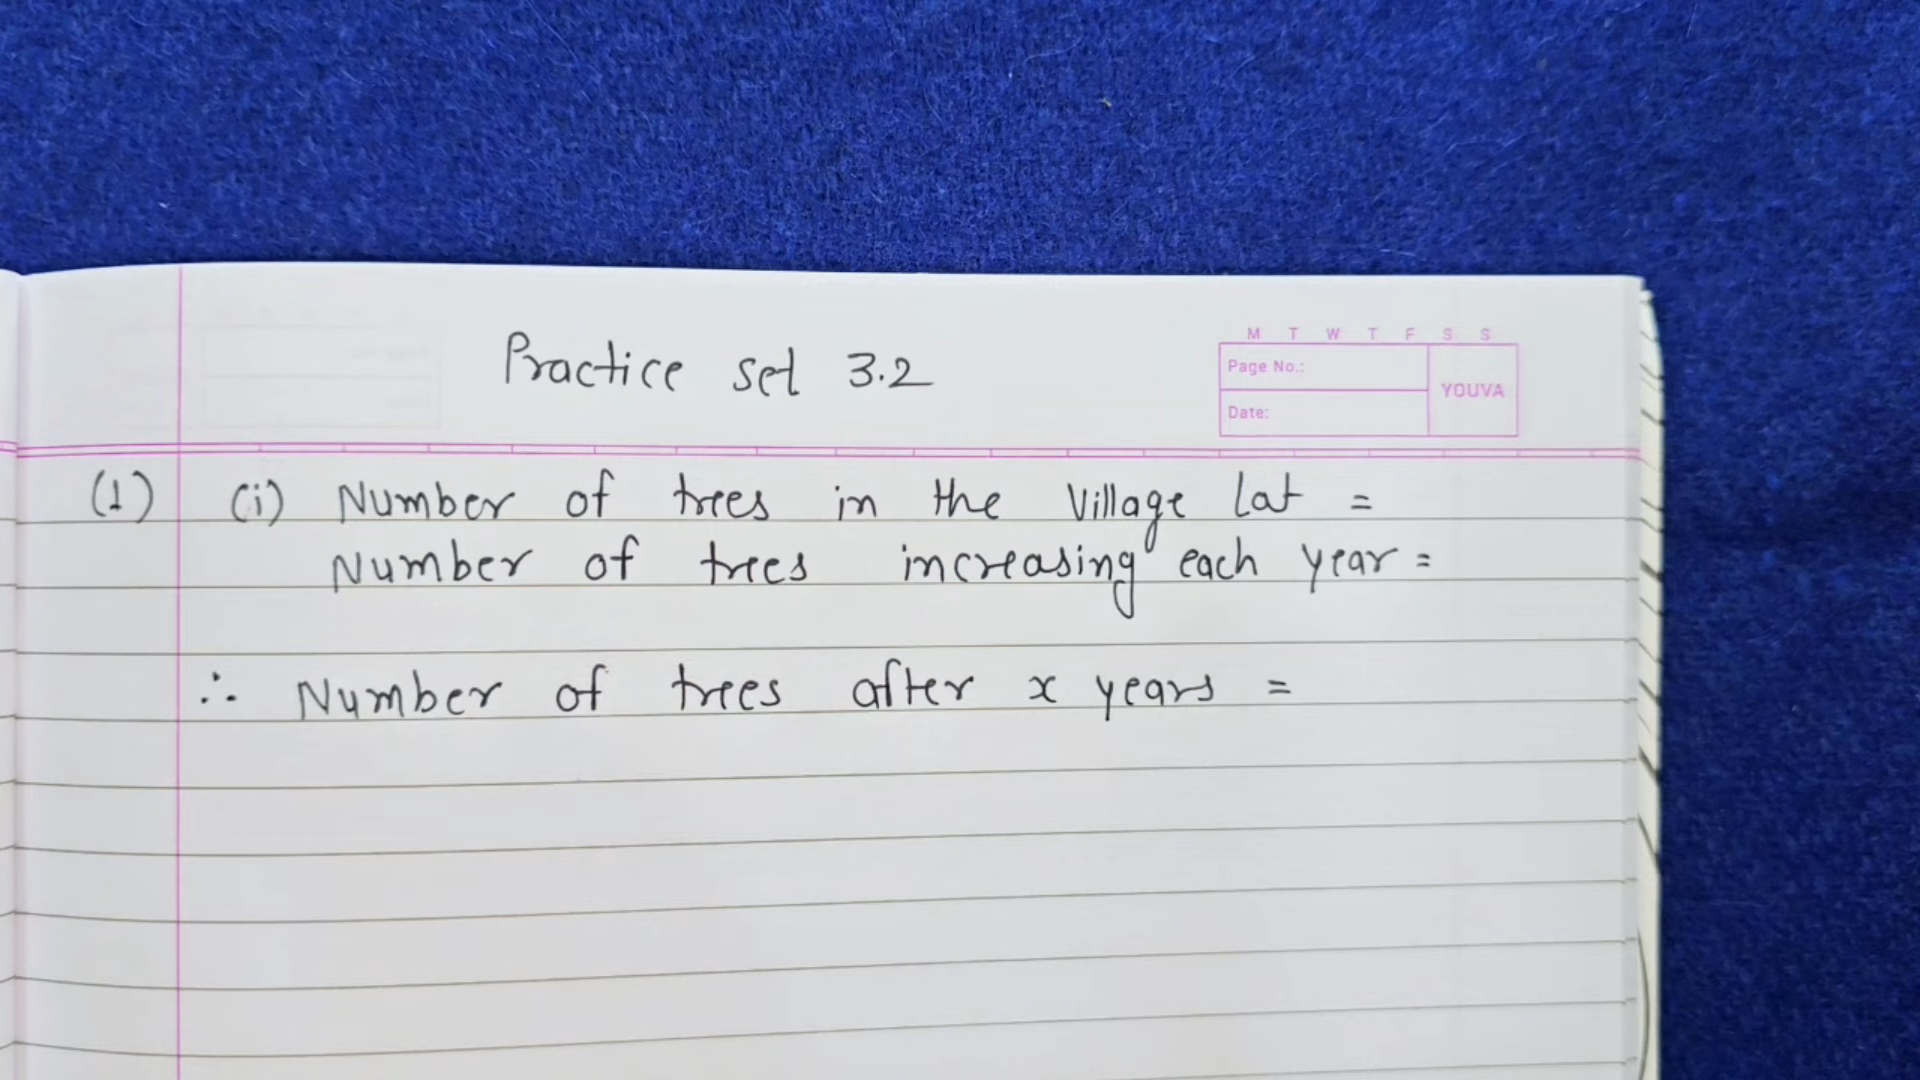 Practice set 3.2
M T W T F S S
Page No.:
YOUVA
Date:
(1) (i) Number of trees in the Village Lat =
Number of trees increasing each year =
∴ Number of trees after x years =